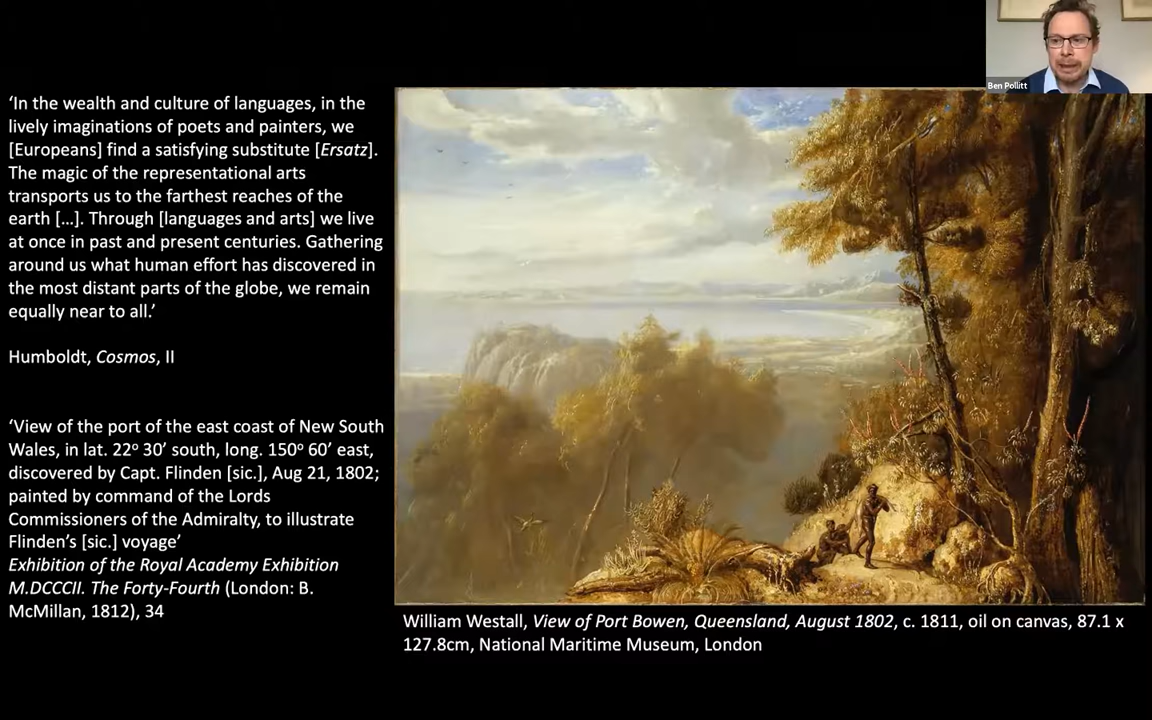 Ben Pollitt
‘In the wealth and culture of languages, in the
lively imaginations of poets and painters, we
[Europeans] find a satisfying substitute [Ersatz].
The magic of the representational arts
transports us to the farthest reaches of the
earth […]. Through [languages and arts] we live
at once in past and present centuries. Gathering
around us what human effort has discovered in
the most distant parts of the globe, we remain
equally near to all.’
Humboldt, Cosmos, II
‘View of the port of the east coast of New South
Wales, in lat. 22º 30’ south, long. 150º 60’ east,
discovered by Capt. Flinden [sic.], Aug 21, 1802;
painted by command of the Lords
Commissioners of the Admiralty, to illustrate
Flinden’s [sic.] voyage’
Exhibition of the Royal Academy Exhibition
M.DCCCII. The Forty-Fourth (London: B.
McMillan, 1812), 34
William Westall, View of Port Bowen, Queensland, August 1802, c. 1811, oil on canvas, 87.1 x
127.8cm, National Maritime Museum, London